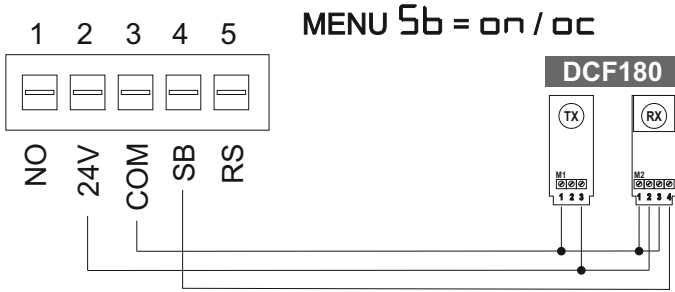 1 2 3 4 5
MENU Sb = on / oc
DCF180
TX
RX
M1
M2
1 2 3
1 2 3 4
NO
24V
COM
SB
RS